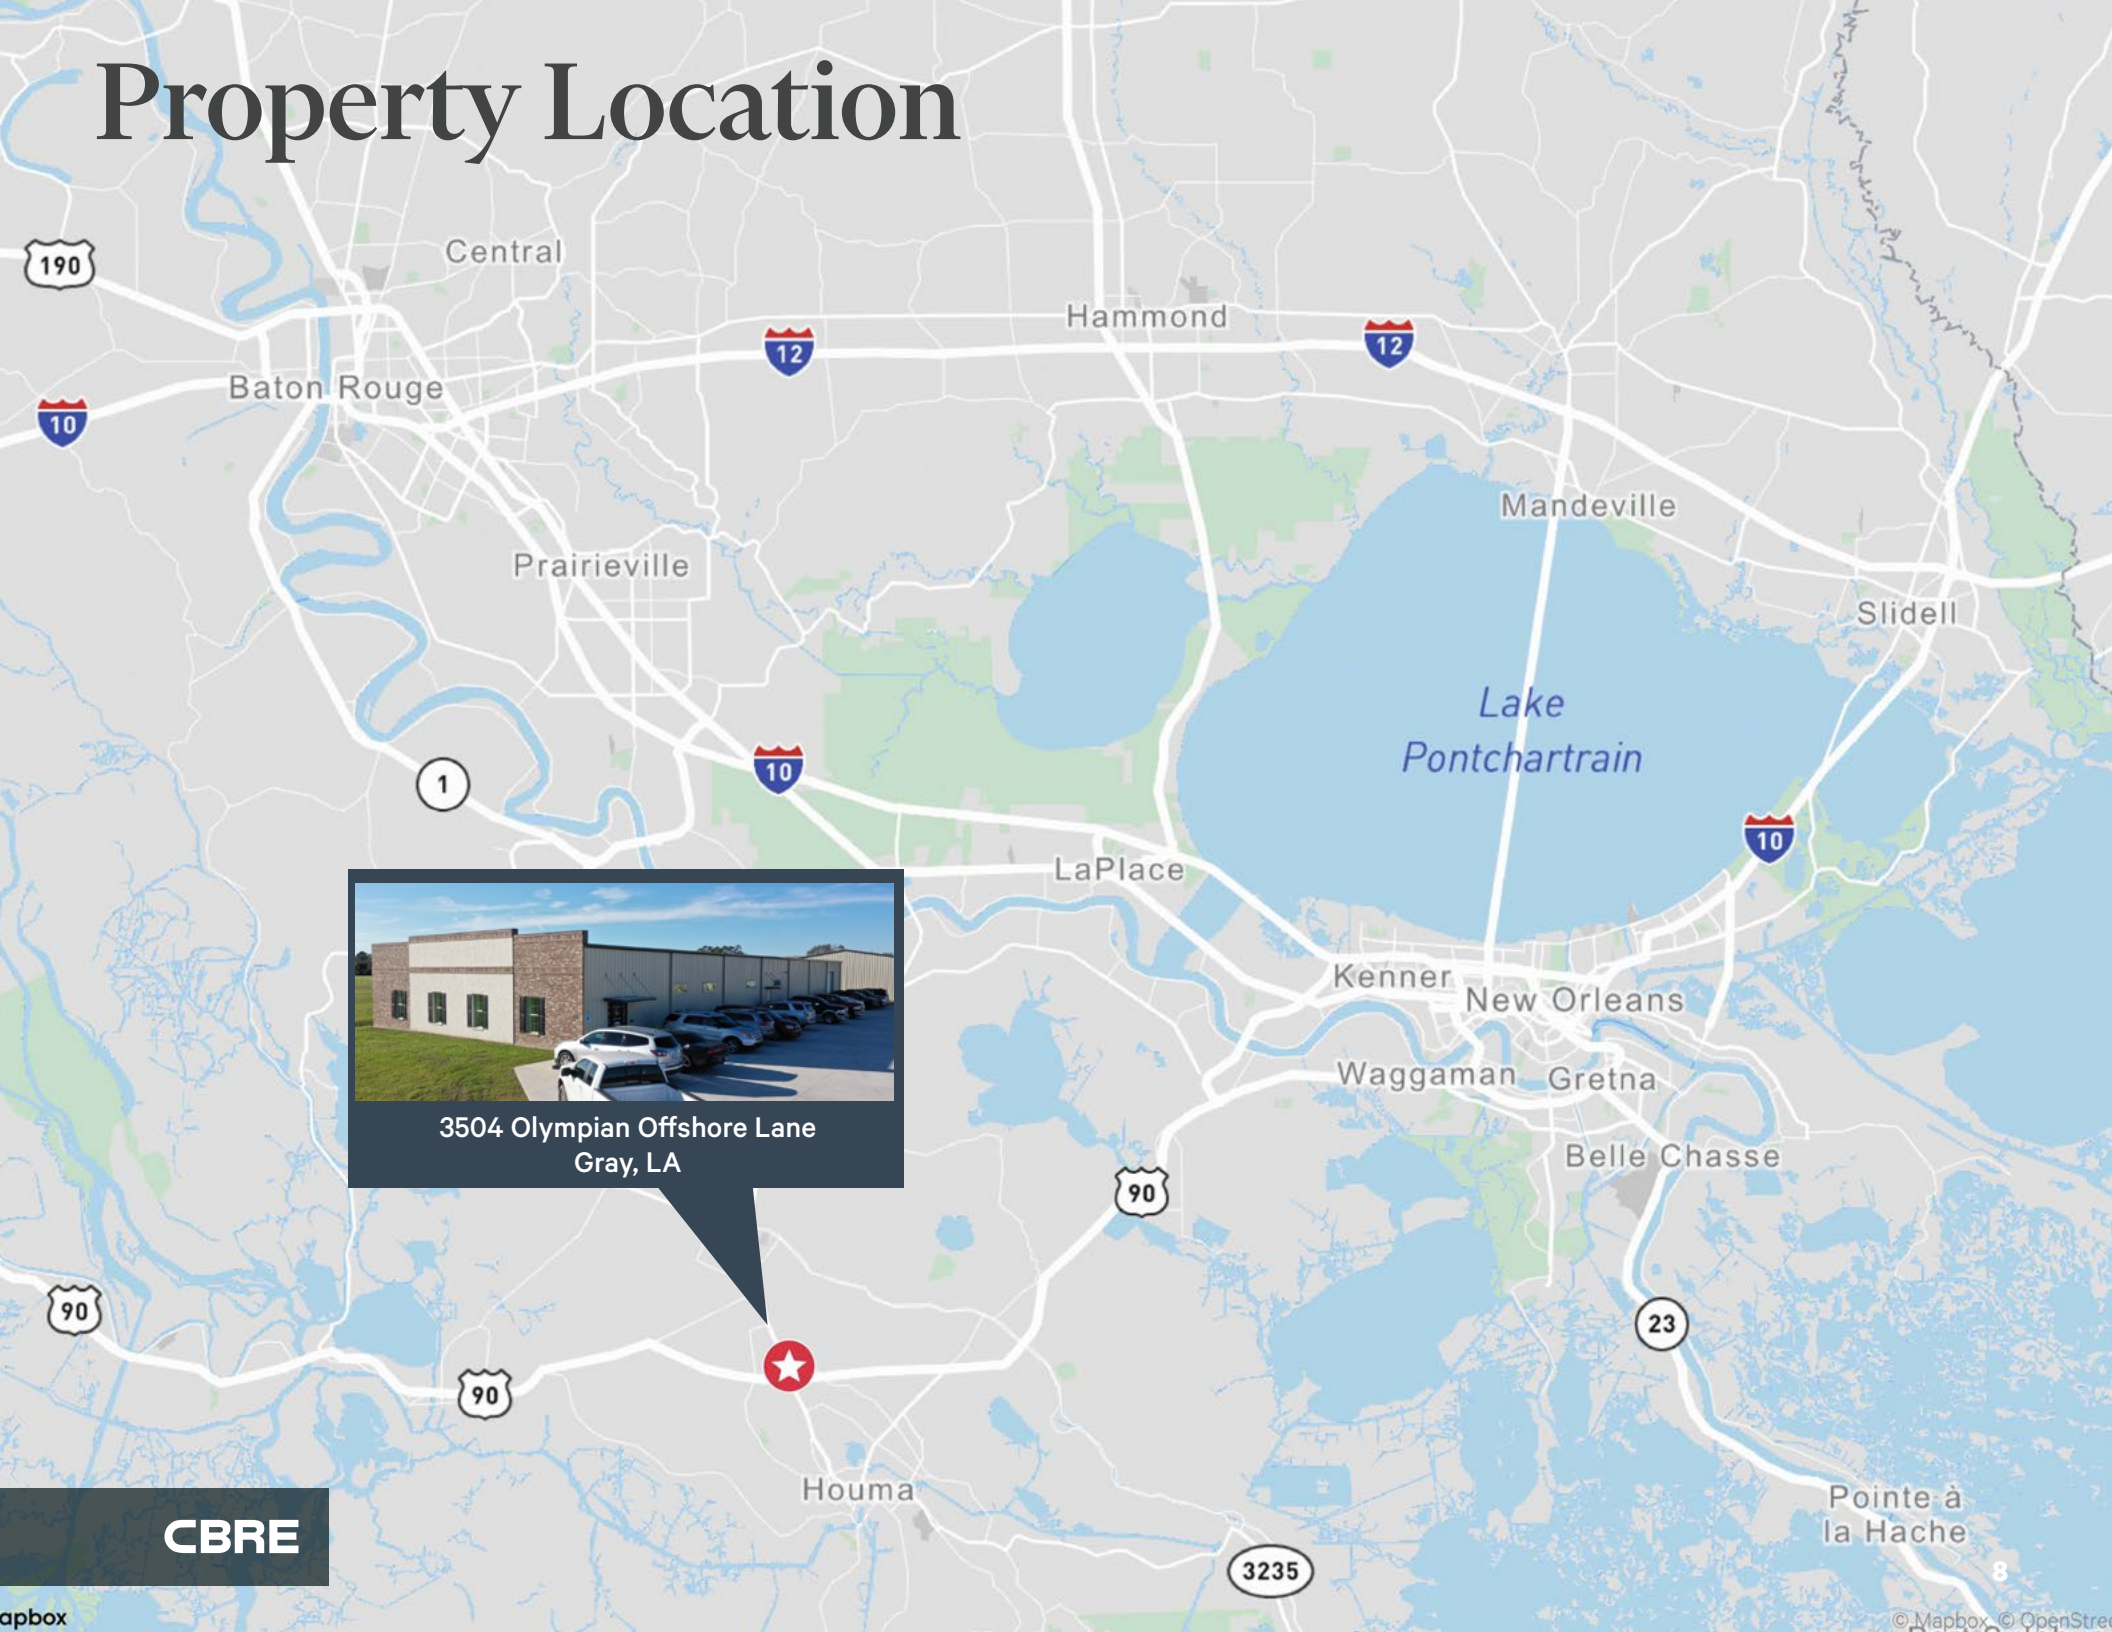 Property Location
190
Central
Hammond
12
12
Baton Rouge
10
Mandeville
Prairieville
Slidell
Lake
Pontchartrain
10
1
10
LaPlace
Kenner
New Orleans
Waggaman
Gretna
3504 Olympian Offshore Lane
Gray, LA
Belle Chasse
90
90
23
90
Houma
Pointe à
la Hache
CBRE
3235
8
apbox
© Mapbox © OpenStree